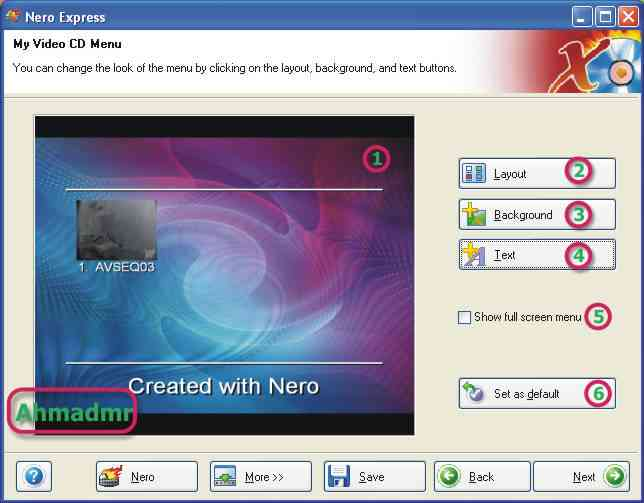 Nero Express
My Video CD Menu
You can change the look of the menu by clicking on the layout, background, and text buttons.
1
Layout 2
Background 3
1. AVSEQ03
Text 4
Show full screen menu 5
Created with Nero
Set as default 6
Ahmadmr
Nero
More >>
Save
Back
Next